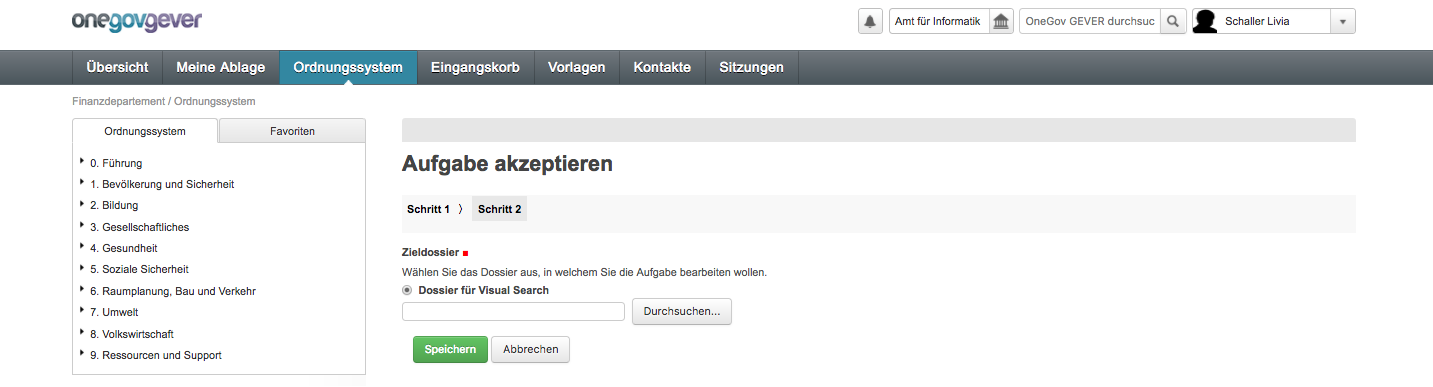 onegovgever
Amt für Informatik
OneGov GEVER durchsuc
Schaller Livia
Übersicht
Meine Ablage
Ordnungssystem
Eingangskorb
Vorlagen
Kontakte
Sitzungen
Finanzdepartement / Ordnungssystem
Ordnungssystem
Favoriten
0. Führung
1. Bevölkerung und Sicherheit
2. Bildung
3. Gesellschaftliches
4. Gesundheit
5. Soziale Sicherheit
6. Raumplanung, Bau und Verkehr
7. Umwelt
8. Volkswirtschaft
9. Ressourcen und Support
Aufgabe akzeptieren
Schritt 1 〉 Schritt 2
Zieldossier
Wählen Sie das Dossier aus, in welchem Sie die Aufgabe bearbeiten wollen.
Dossier für Visual Search
Durchsuchen...
Speichern
Abbrechen